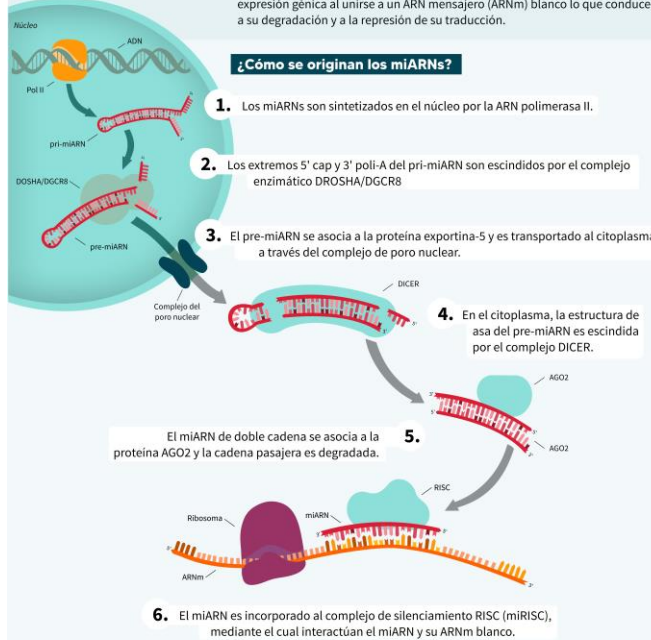 expresión génica al unirse a un ARN mensajero (ARNm) blanco lo que conduce
a su degradación y a la represión de su traducción.
Núcleo
ADN
Pol II
¿Cómo se originan los miARNs?
1. Los miARNs son sintetizados en el núcleo por la ARN polimerasa II.
pri-miARN
2. Los extremos 5' cap y 3' poli-A del pri-miARN son escindidos por el complejo
enzimático DROSHA/DGCR8
DOSHA/DGCR8
pre-miARN
3. El pre-miARN se asocia a la proteína exportina-5 y es transportado al citoplasma
a través del complejo de poro nuclear.
Complejo del
poro nuclear
DICER
4. En el citoplasma, la estructura de
asa del pre-miARN es escindida
por el complejo DICER.
AGO2
5. El miARN de doble cadena se asocia a la
proteína AGO2 y la cadena pasajera es degradada.
AGO2
RISC
miARN
Ribosoma
ARNm
6. El miARN es incorporado al complejo de silenciamiento RISC (miRISC),
mediante el cual interactúan el miARN y su ARNm blanco.